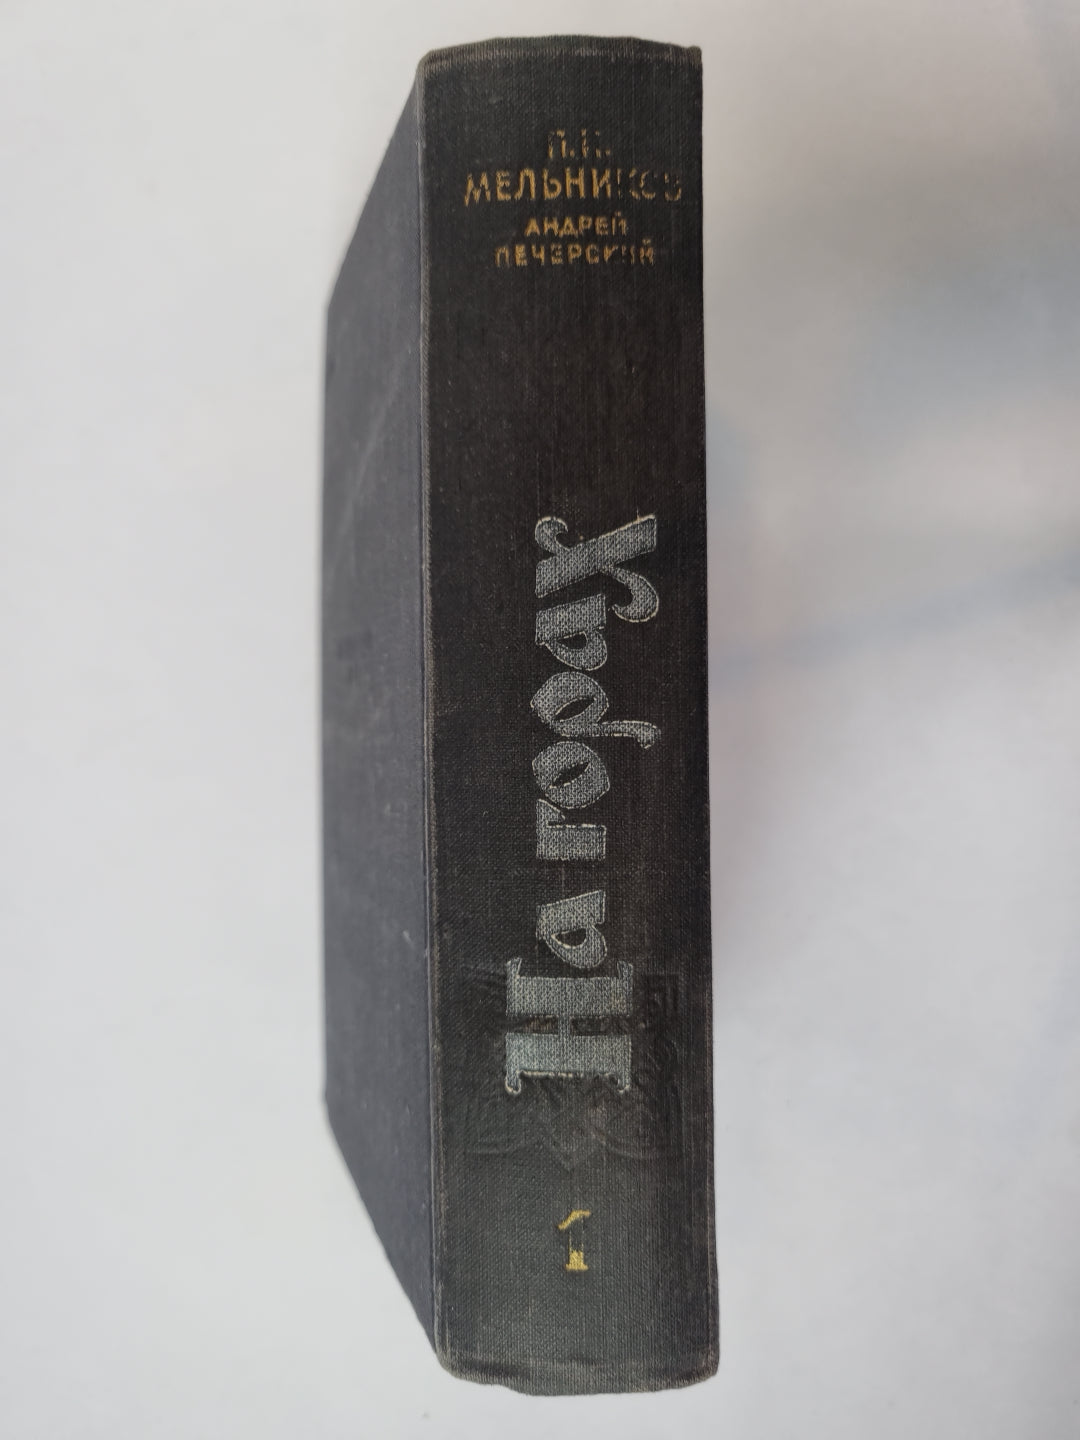 П.И.
МЕЛЬНИКОВ
АНДРЕЙ
ПЕЧЕРСКИЙ
На горах
1